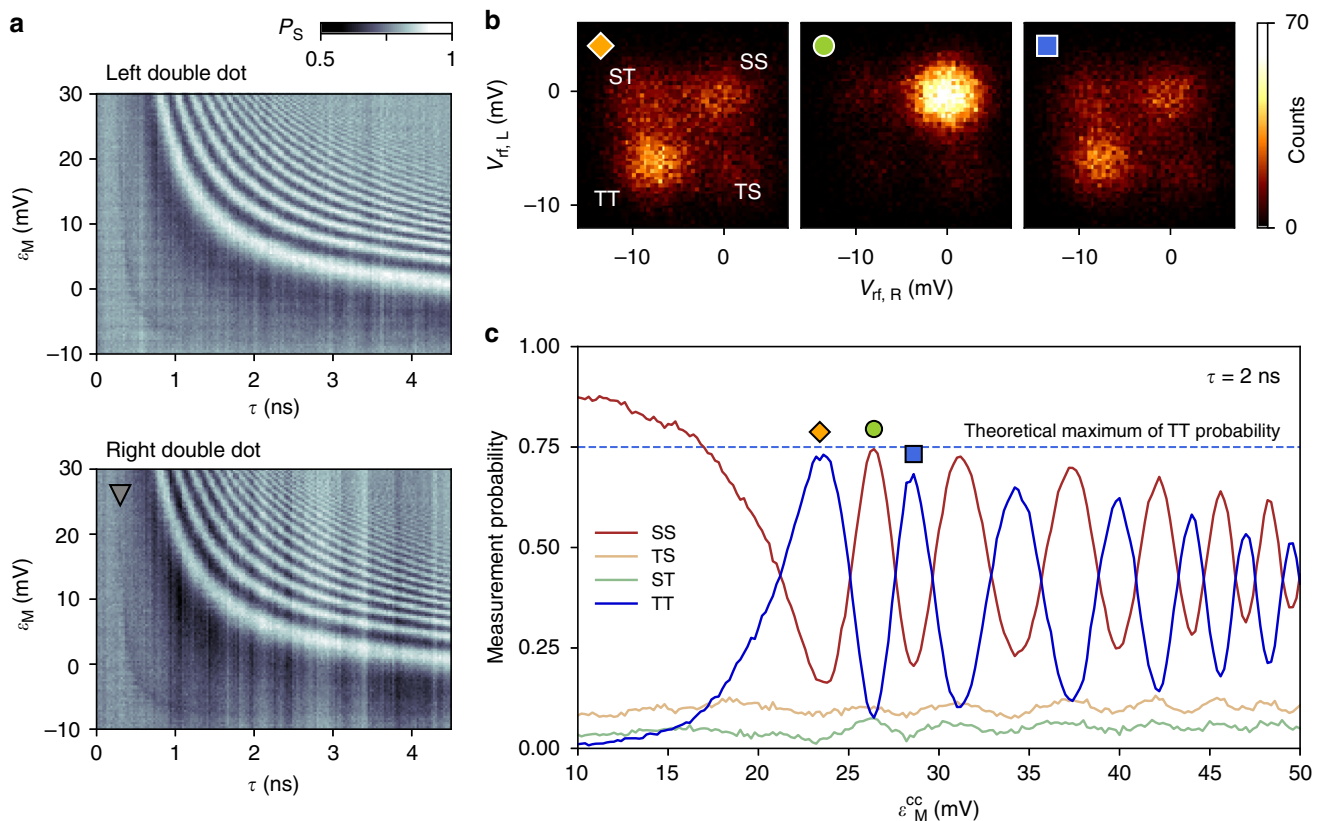 a
P_S
0.5
1
Left double dot
30
20
10
0
−10
ε_M (mV)
0
1
2
3
4
τ (ns)
Right double dot
30
20
10
0
−10
ε_M (mV)
0
1
2
3
4
τ (ns)
b
ST
SS
TT
TS
0
−10
V_rf, L (mV)
−10
0
−10
0
−10
0
V_rf, R (mV)
70
0
Counts
c
1.00
0.75
0.50
0.25
0.00
Measurement probability
τ = 2 ns
Theoretical maximum of TT probability
SS
TS
ST
TT
10
15
20
25
30
35
40
45
50
ε^cc_M (mV)